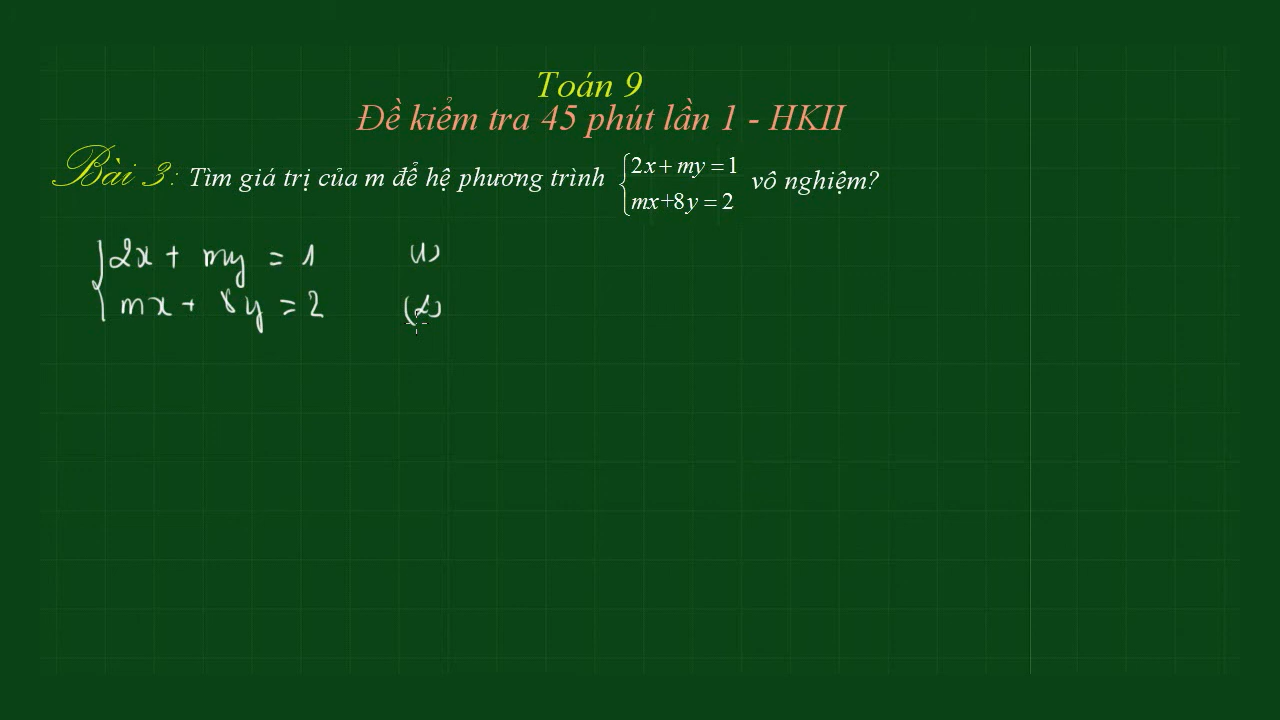 Toán 9
Đề kiểm tra 45 phút lần 1 - HKII
Bài 3: Tìm giá trị của m để hệ phương trình {2x + my = 1 mx+8y = 2 vô nghiệm?
{2x + my = 1 (1)
mx + 8y = 2 (2)